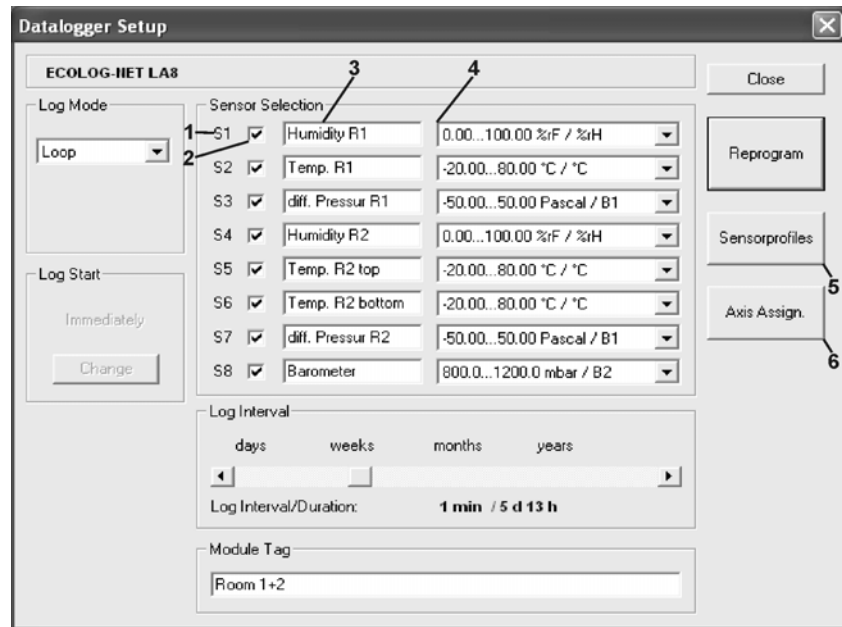 Datalogger Setup
ECOLOG-NET LA8
3
4
Close
Log Mode
Loop
Sensor Selection
1
2
S1 Humidity R1 0.00...100.00 %rF / %rH
S2 Temp. R1 -20.00...80.00 °C / °C
S3 diff. Pressur R1 -50.00...50.00 Pascal / B1
S4 Humidity R2 0.00...100.00 %rF / %rH
S5 Temp. R2 top -20.00...80.00 °C / °C
S6 Temp. R2 bottom -20.00...80.00 °C / °C
S7 diff. Pressur R2 -50.00...50.00 Pascal / B1
S8 Barometer 800.0...1200.0 mbar / B2
Reprogram
Sensorprofiles
5
Axis Assign.
6
Log Start
Immediately
Change
Log Interval
days weeks months years
Log Interval/Duration: 1 min / 5 d 13 h
Module Tag
Room 1+2